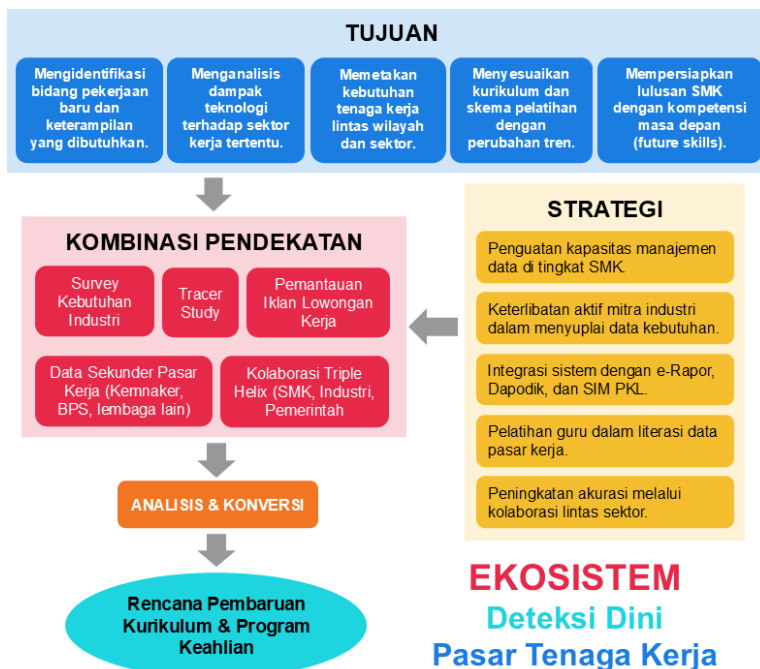 TUJUAN
Mengidentifikasi
bidang pekerjaan
baru dan
keterampilan
yang dibutuhkan.
Menganalisis
dampak
teknologi
terhadap sektor
kerja tertentu.
Memetakan
kebutuhan
tenaga kerja
lintas wilayah
dan sektor.
Menyesuaikan
kurikulum dan
skema pelatihan
dengan
perubahan tren.
Mempersiapkan
lulusan SMK
dengan kompetensi
masa depan
(future skills).
KOMBINASI PENDEKATAN
Survey
Kebutuhan
Industri
Tracer
Study
Pemantauan
Iklan Lowongan
Kerja
Data Sekunder Pasar
Kerja (Kemnaker,
BPS, lembaga lain)
Kolaborasi Triple
Helix (SMK, Industri,
Pemerintah
STRATEGI
Penguatan kapasitas manajemen
data di tingkat SMK.
Keterlibatan aktif mitra industri
dalam menyuplai data kebutuhan.
Integrasi sistem dengan e-Rapor,
Dapodik, dan SIM PKL.
Pelatihan guru dalam literasi data
pasar kerja.
Peningkatan akurasi melalui
kolaborasi lintas sektor.
ANALISIS & KONVERSI
Rencana Pembaruan
Kurikulum & Program
Keahlian
EKOSISTEM
Deteksi Dini
Pasar Tenaga Kerja